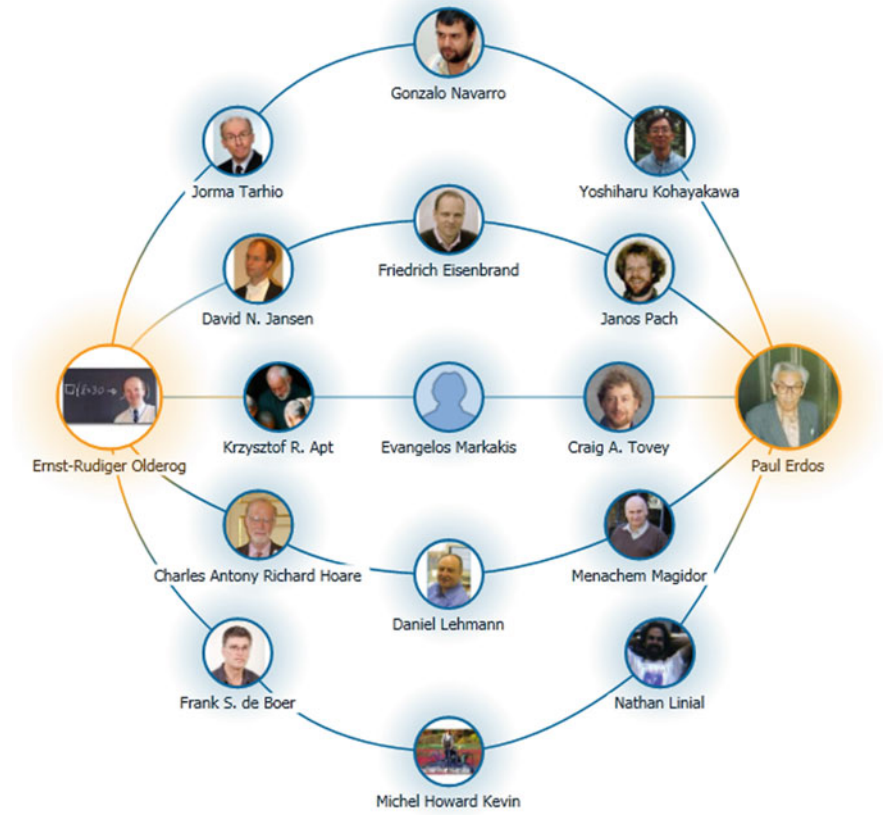 Gonzalo Navarro
Jorma Tarhio
Yoshiharu Kohayakawa
Friedrich Eisenbrand
David N. Jansen
Janos Pach
Ernst-Rudiger Olderog
Krzysztof R. Apt
Evangelos Markakis
Craig A. Tovey
Paul Erdos
Charles Antony Richard Hoare
Menachem Magidor
Daniel Lehmann
Frank S. de Boer
Nathan Linial
Michel Howard Kevin